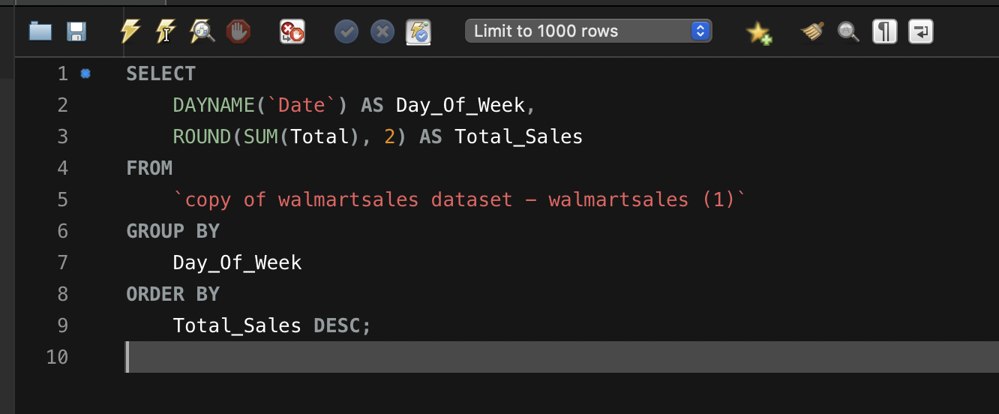 Limit to 1000 rows
1 SELECT
2 DAYNAME(`Date`) AS Day_Of_Week,
3 ROUND(SUM(Total), 2) AS Total_Sales
4 FROM
5 `copy of walmartsales dataset - walmartsales (1)`
6 GROUP BY
7 Day_Of_Week
8 ORDER BY
9 Total_Sales DESC;
10